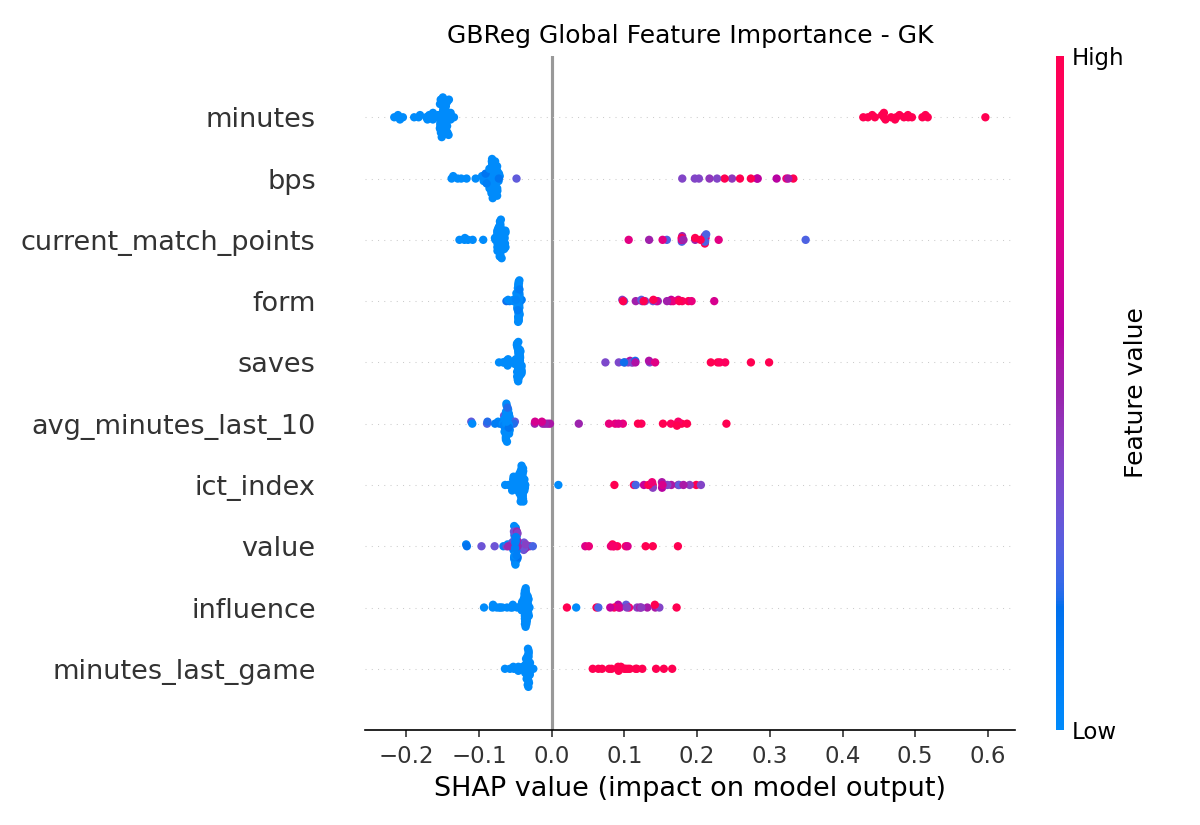 GBReg Global Feature Importance - GK
High
minutes
bps
current_match_points
form
saves
avg_minutes_last_10
ict_index
value
influence
minutes_last_game
Feature value
Low
−0.2 −0.1 0.0 0.1 0.2 0.3 0.4 0.5 0.6
SHAP value (impact on model output)